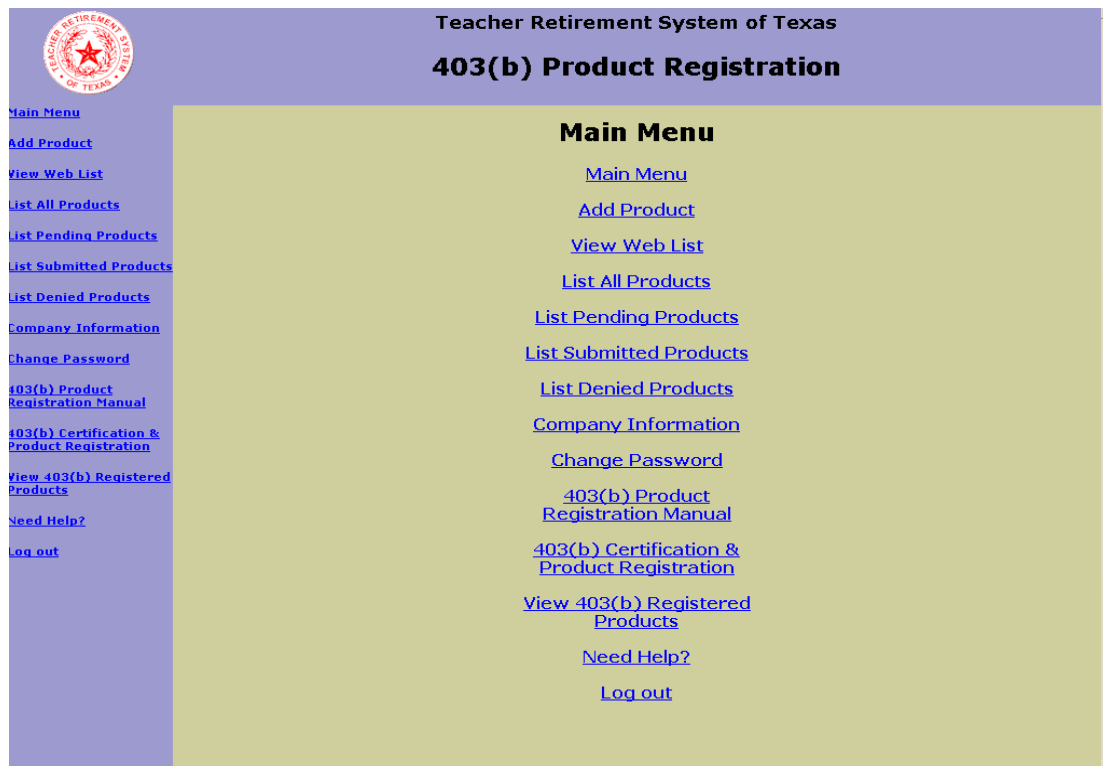 TEACHER RETIREMENT SYSTEM
OF TEXAS
Teacher Retirement System of Texas
403(b) Product Registration
Main Menu
Add Product
View Web List
List All Products
List Pending Products
List Submitted Products
List Denied Products
Company Information
Change Password
403(b) Product
Registration Manual
403(b) Certification &
Product Registration
View 403(b) Registered
Products
Need Help?
Log out
Main Menu
Main Menu
Add Product
View Web List
List All Products
List Pending Products
List Submitted Products
List Denied Products
Company Information
Change Password
403(b) Product
Registration Manual
403(b) Certification &
Product Registration
View 403(b) Registered
Products
Need Help?
Log out